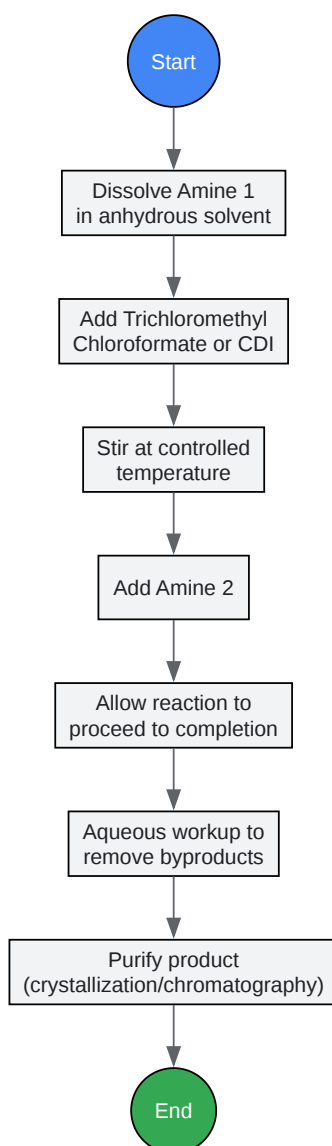 Start
Dissolve Amine 1
in anhydrous solvent
Add Trichloromethyl
Chloroformate or CDI
Stir at controlled
temperature
Add Amine 2
Allow reaction to
proceed to completion
Aqueous workup to
remove byproducts
Purify product
(crystallization/chromatography)
End